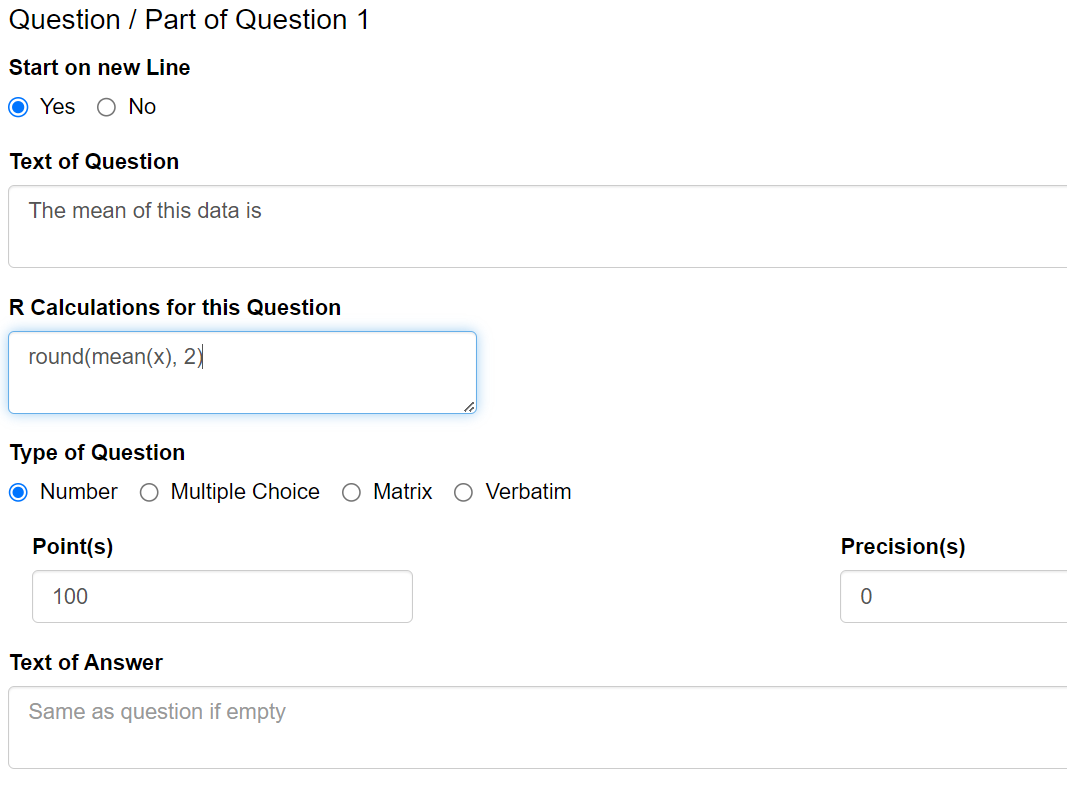 Question / Part of Question 1
Start on new Line
Yes No
Text of Question
The mean of this data is
R Calculations for this Question
round(mean(x), 2)
Type of Question
Number Multiple Choice Matrix Verbatim
Point(s) Precision(s)
100 0
Text of Answer
Same as question if empty